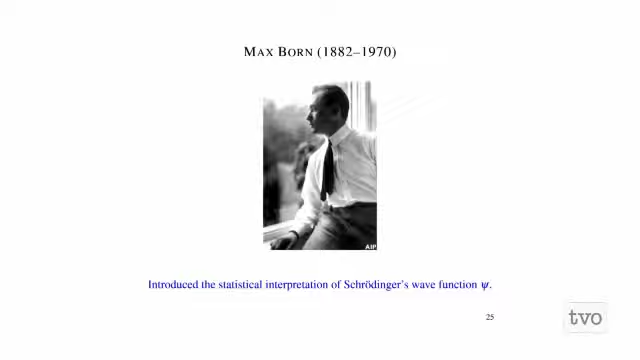 MAX BORN (1882–1970)
AIP
Introduced the statistical interpretation of Schrödinger's wave function ψ.
25
tvo